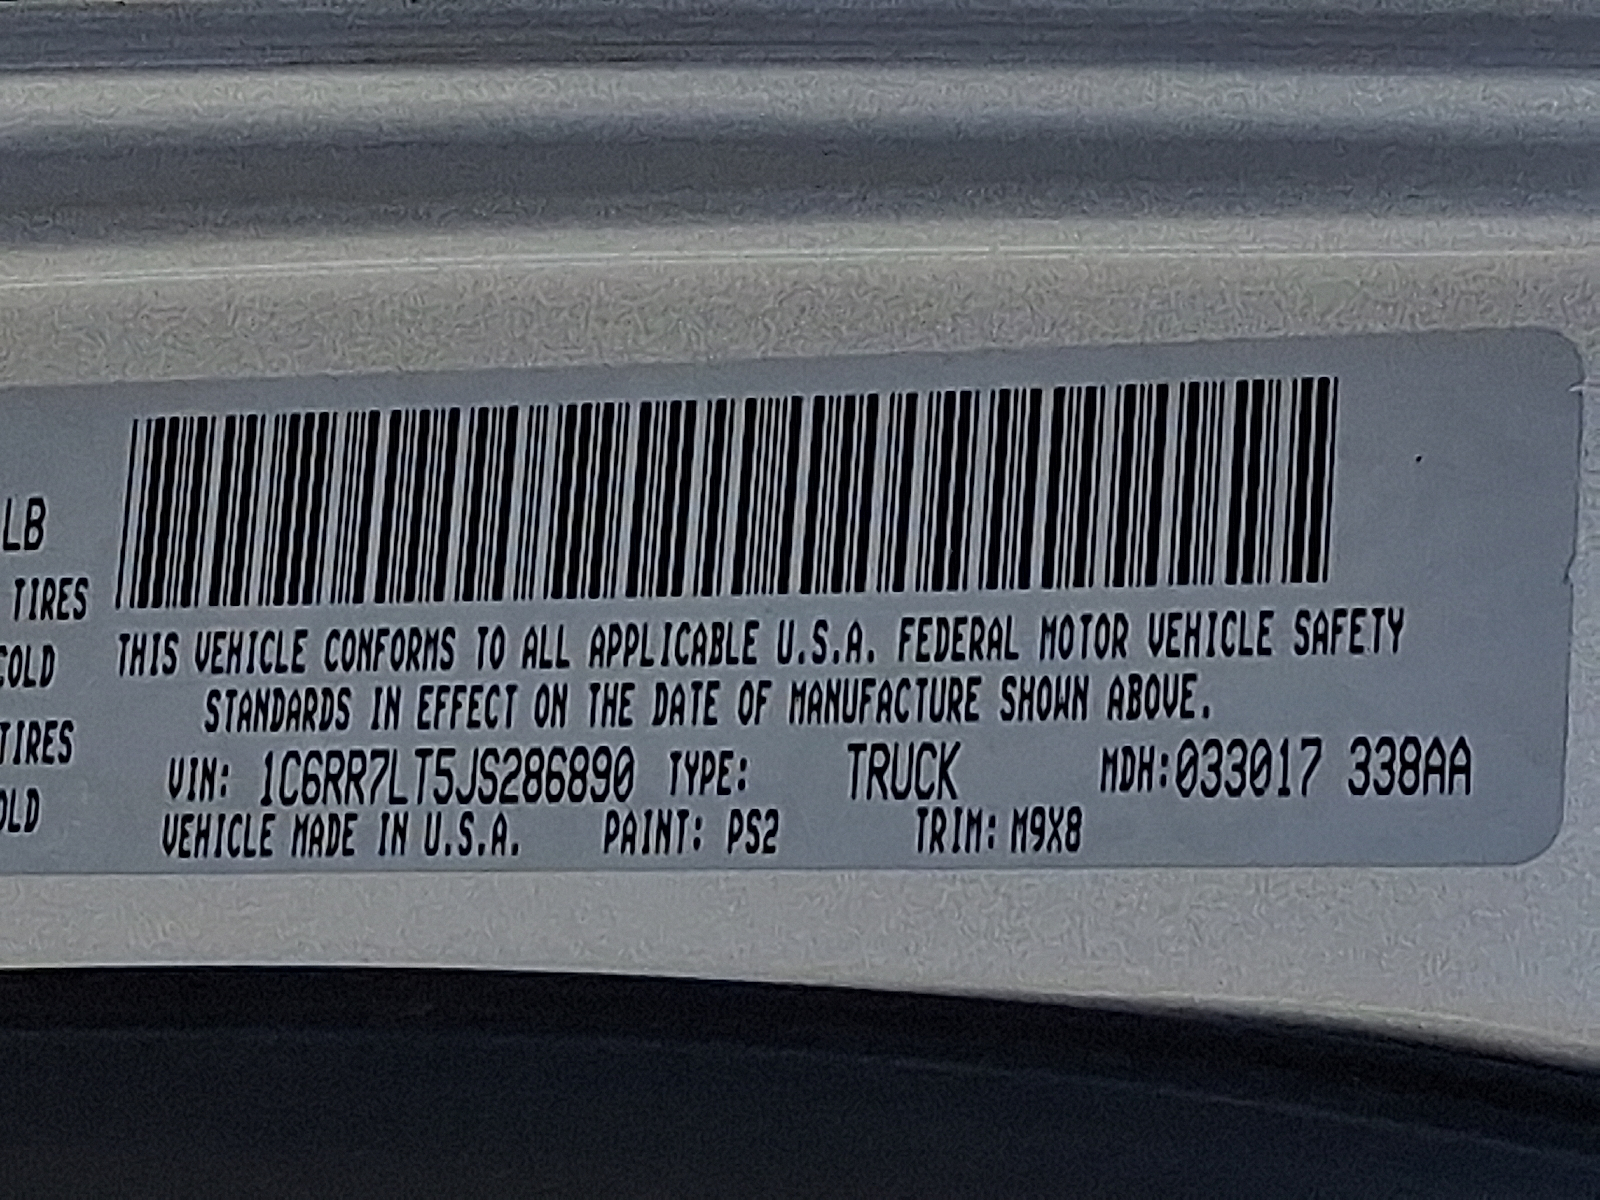 LB
TIRES
COLD
THIS VEHICLE CONFORMS TO ALL APPLICABLE U.S.A. FEDERAL MOTOR VEHICLE SAFETY
STANDARDS IN EFFECT ON THE DATE OF MANUFACTURE SHOWN ABOVE.
TIRES
VIN: 1C6RR7LT5JS286890 TYPE: TRUCK MDH:033017 338AA
OLD
VEHICLE MADE IN U.S.A. PAINT: PS2 TRIM: M9X8